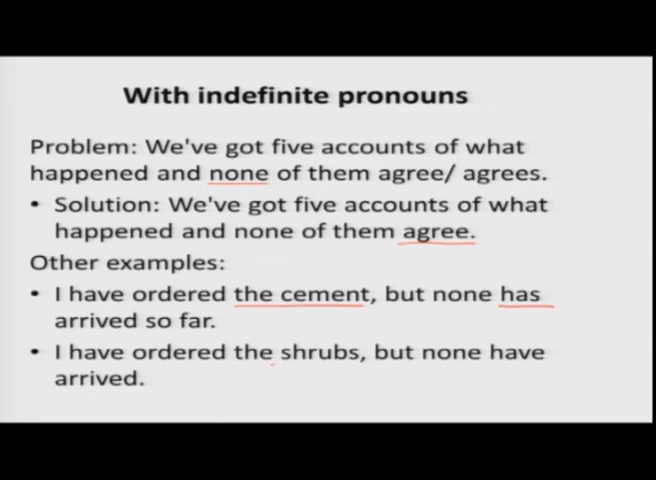 With indefinite pronouns
Problem: We've got five accounts of what
happened and none of them agree/ agrees.
• Solution: We've got five accounts of what
happened and none of them agree.
Other examples:
• I have ordered the cement, but none has
arrived so far.
• I have ordered the shrubs, but none have
arrived.